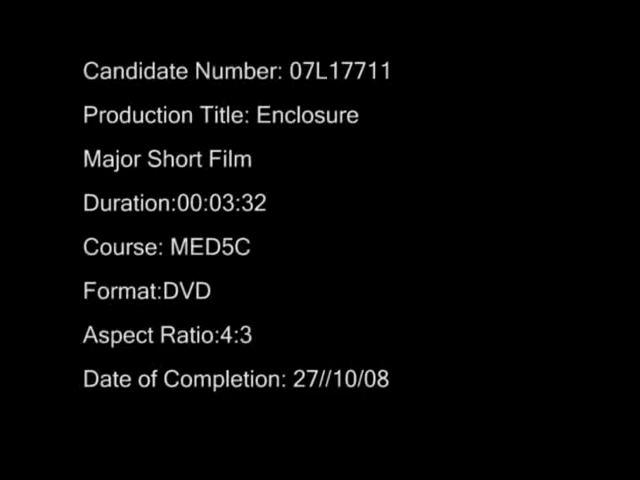 Candidate Number: 07L17711
Production Title: Enclosure
Major Short Film
Duration:00:03:32
Course: MED5C
Format:DVD
Aspect Ratio:4:3
Date of Completion: 27//10/08